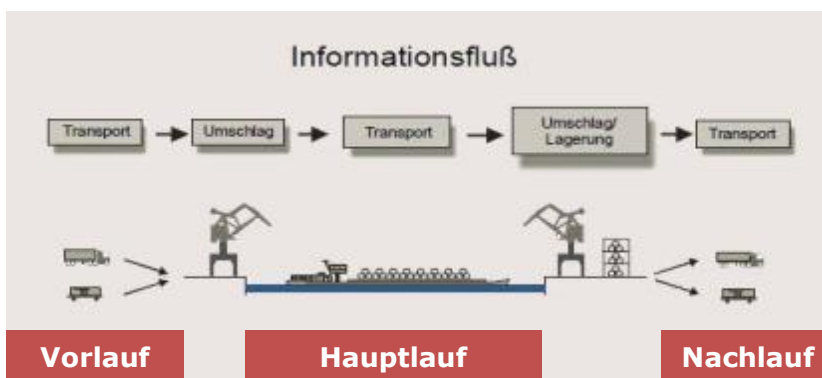 Informationsfluß
Transport
Umschlag
Transport
Umschlag/
Lagerung
Transport
Vorlauf
Hauptlauf
Nachlauf